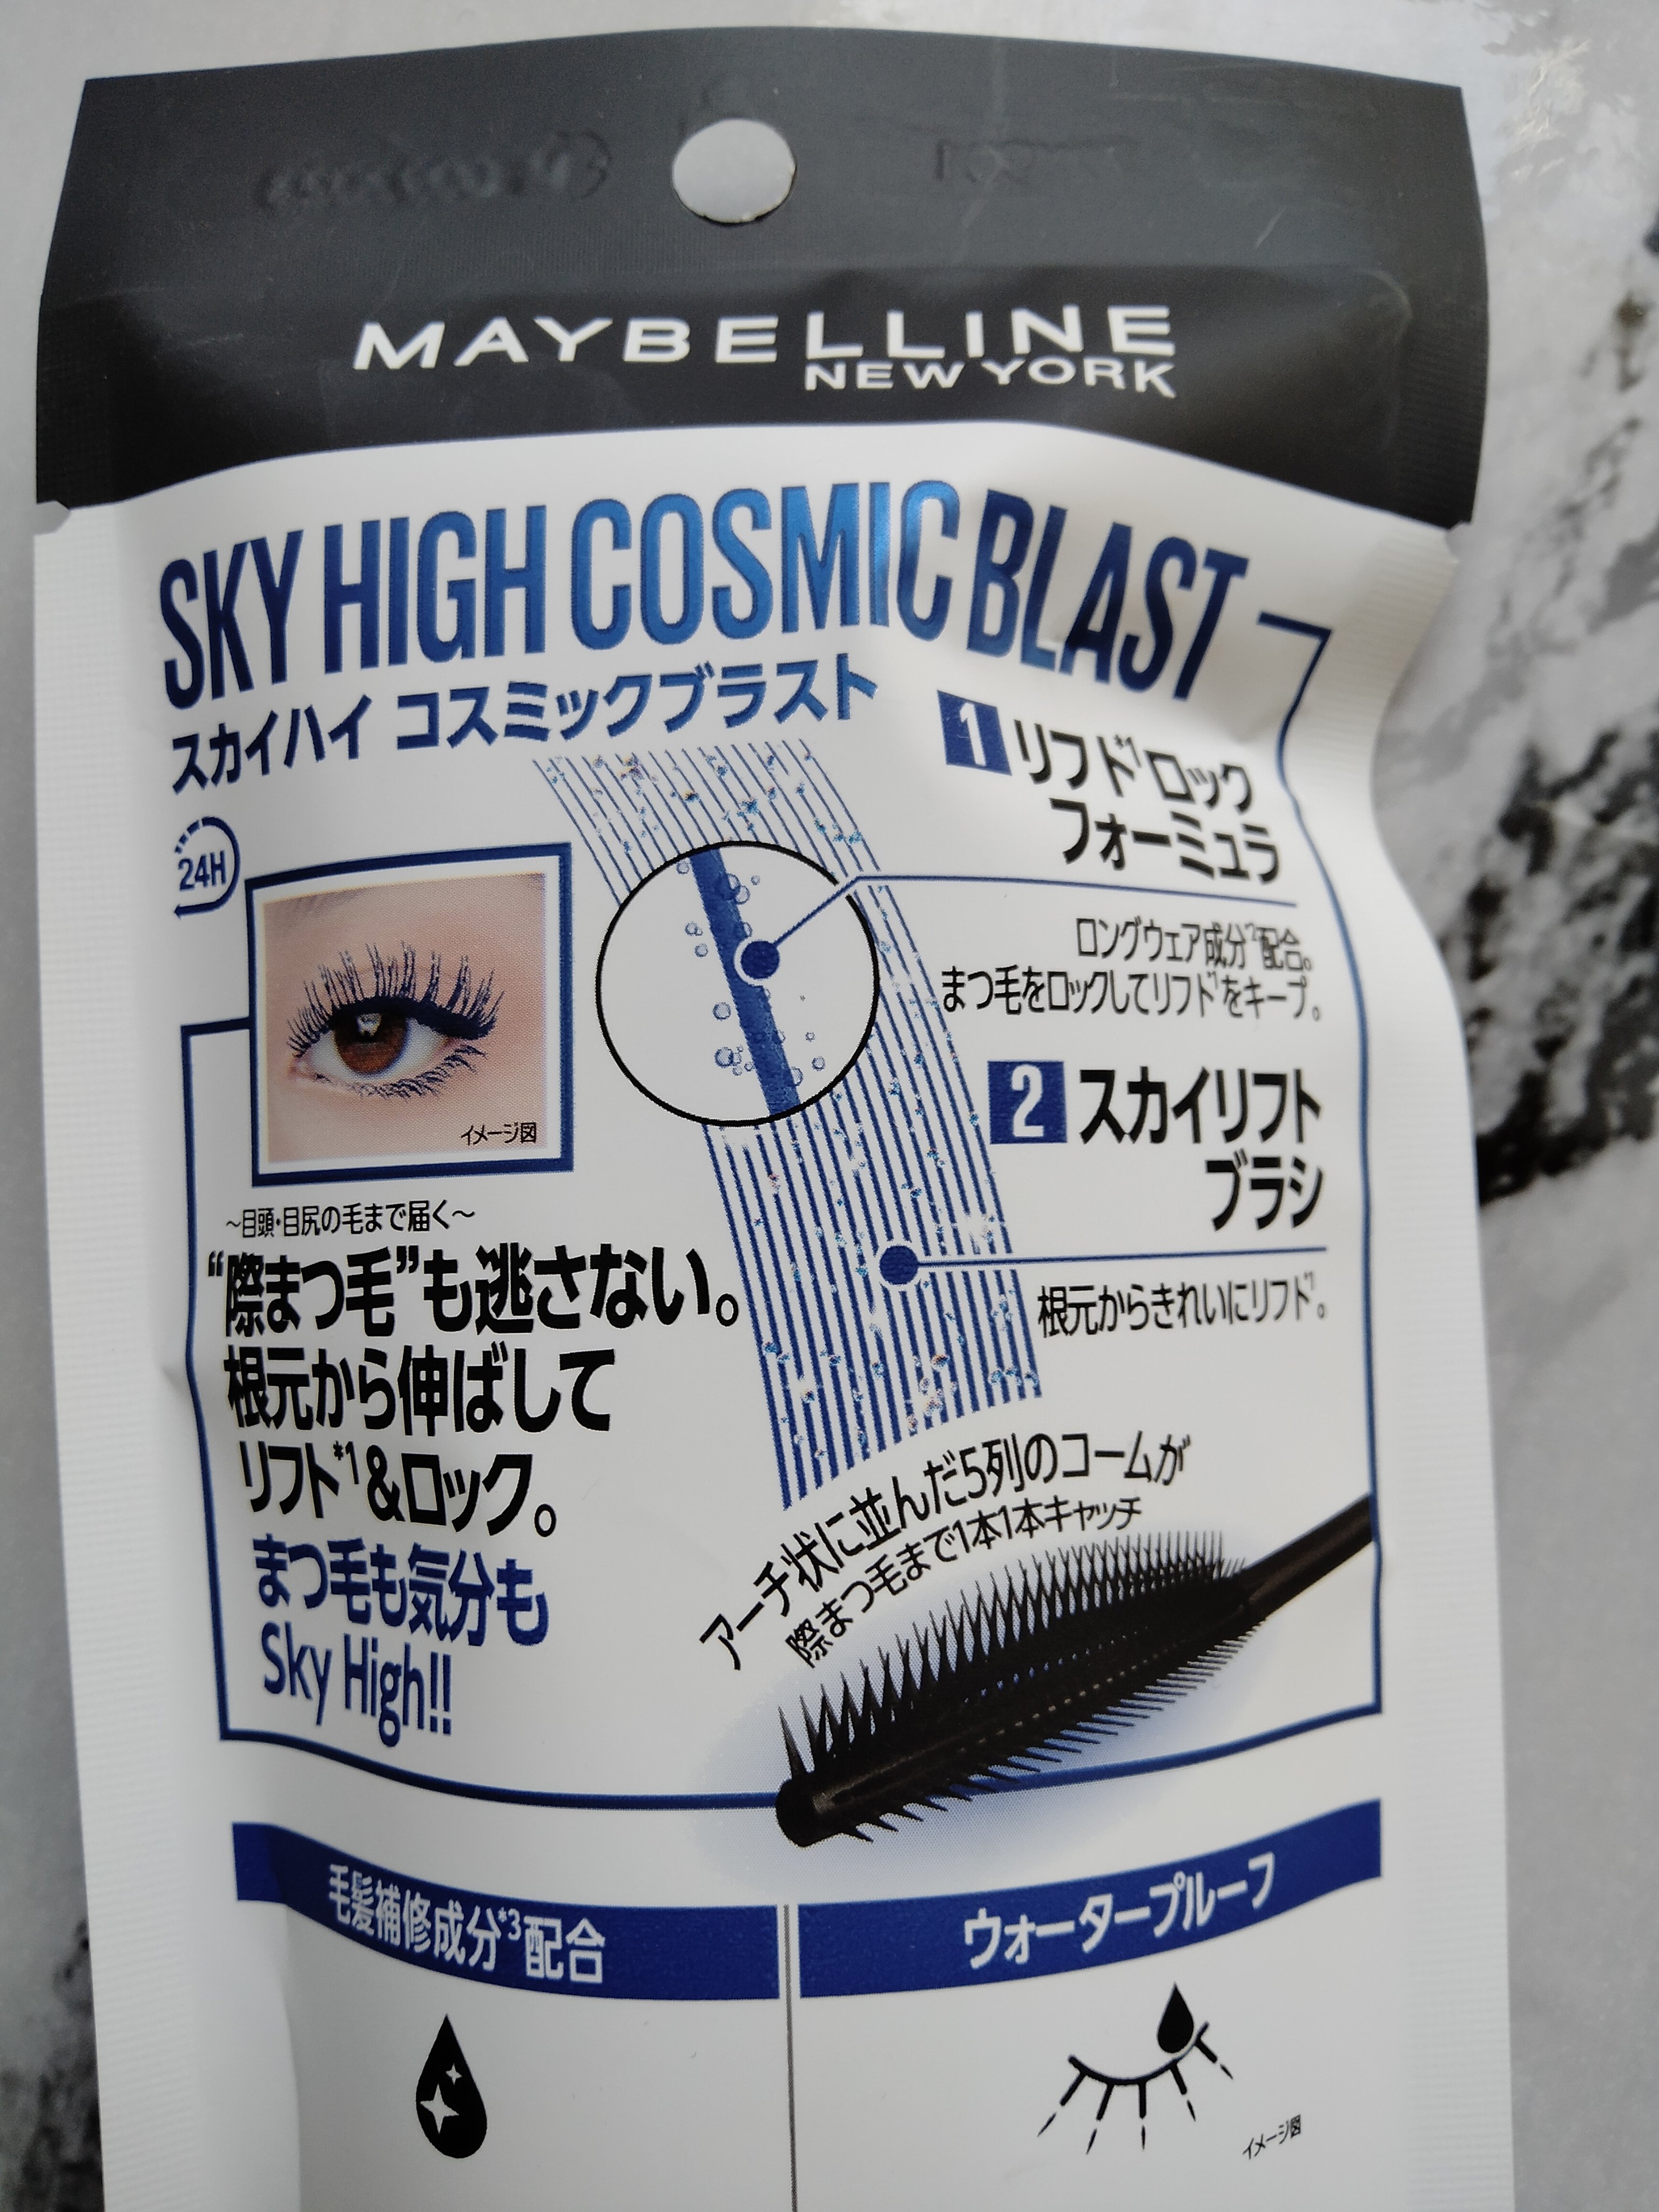 MAYBELLINE
NEW YORK
SKY HIGH COSMIC BLAST
スカイハイ コスミックブラスト
24H
イメージ図
1 リフト*1ロック
フォーミュラ
ロングウェア成分*2配合。
まつ毛をロックしてリフト*1をキープ。
2 スカイリフト
ブラシ
根元からきれいにリフト*1。
～目頭・目尻の毛まで届く～
“際まつ毛”も逃さない。
根元から伸ばして
リフト*1&ロック。
まつ毛も気分も
Sky High!!
アーチ状に並んだ5列のコームが
際まつ毛まで1本1本キャッチ
毛髪補修成分*3配合
ウォータープルーフ
イメージ図